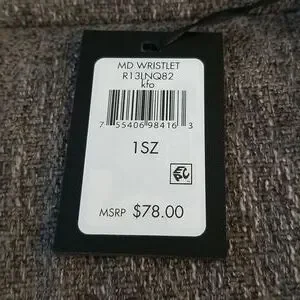 MD WRISTLET
R13LNQ82
kfo
7 55406 98416 3
1SZ
MSRP $78.00